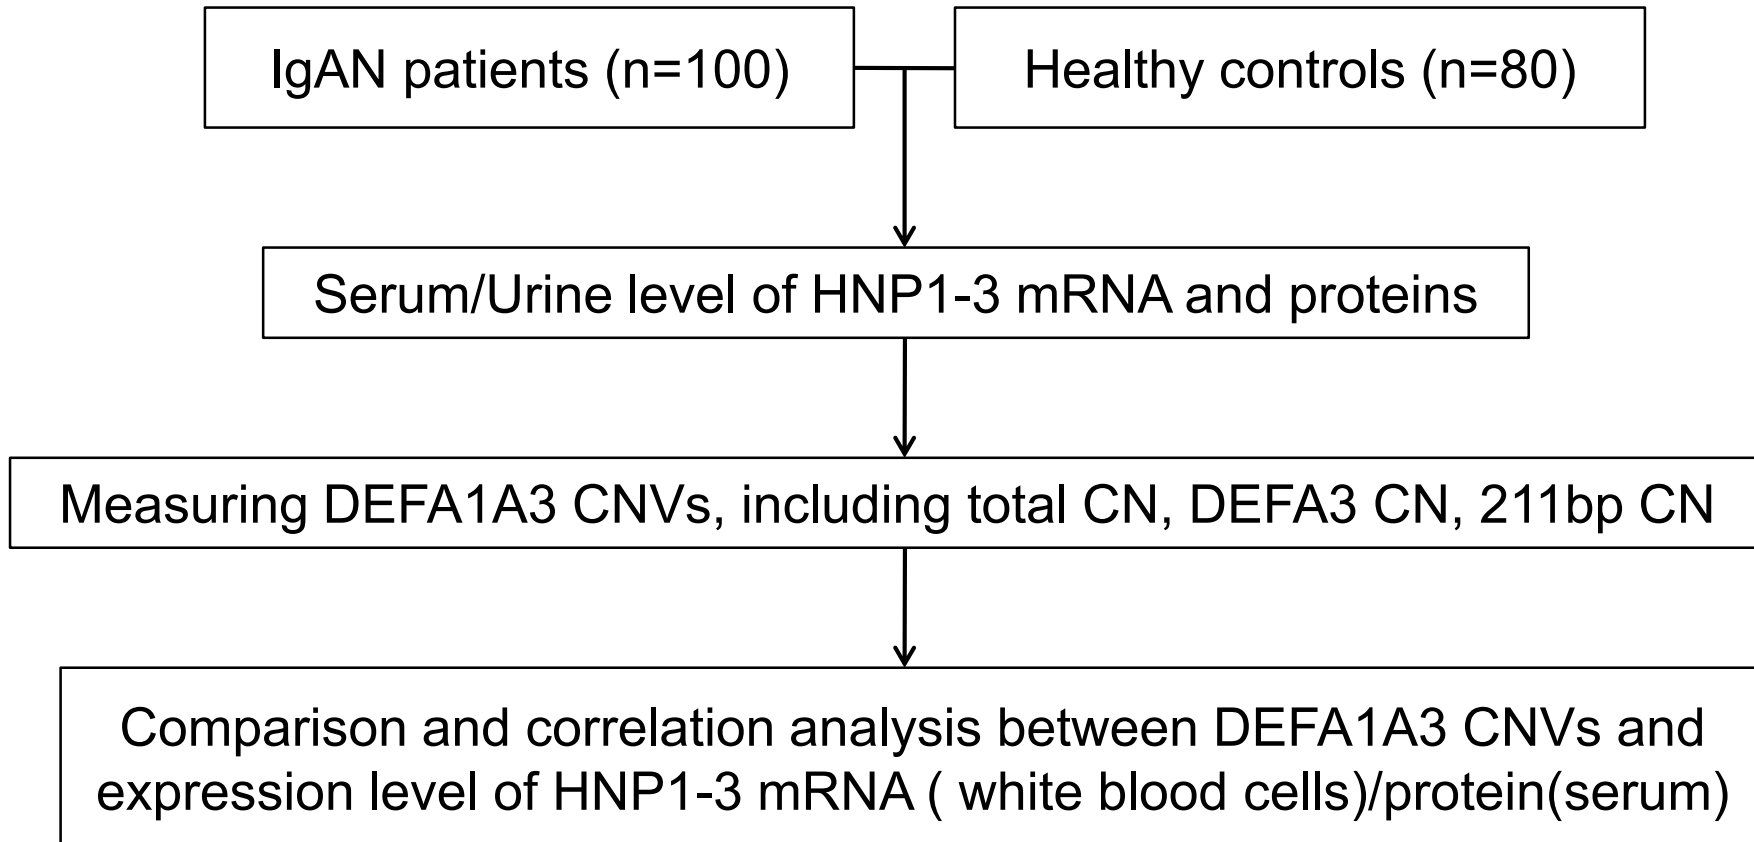 IgAN patients (n=100)
Healthy controls (n=80)
Serum/Urine level of HNP1-3 mRNA and proteins
Measuring DEFA1A3 CNVs, including total CN, DEFA3 CN, 211bp CN
Comparison and correlation analysis between DEFA1A3 CNVs and
expression level of HNP1-3 mRNA ( white blood cells)/protein(serum)